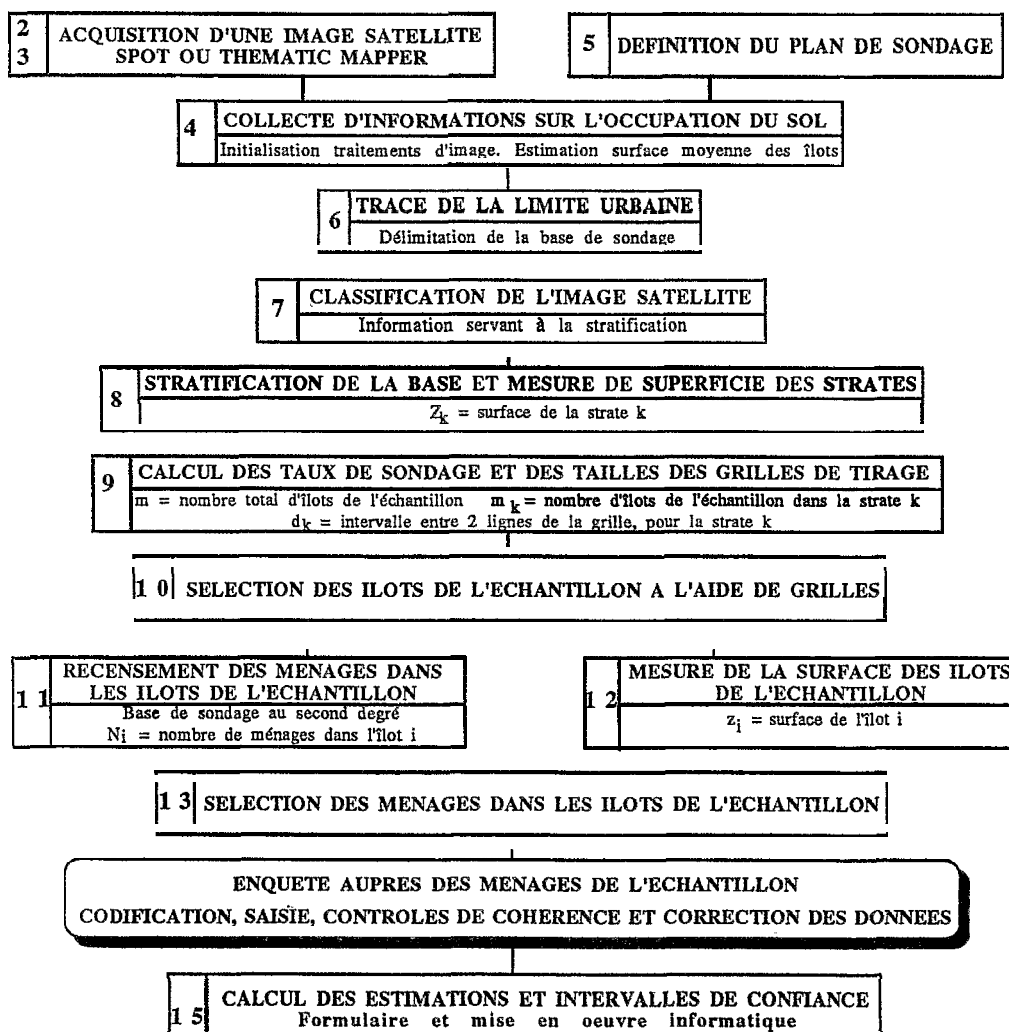 2
3
ACQUISITION D'UNE IMAGE SATELLITE
SPOT OU THEMATIC MAPPER
5
DEFINITION DU PLAN DE SONDAGE
4
COLLECTE D'INFORMATIONS SUR L'OCCUPATION DU SOL
Initialisation traitements d'image. Estimation surface moyenne des îlots
6
TRACE DE LA LIMITE URBAINE
Délimitation de la base de sondage
7
CLASSIFICATION DE L'IMAGE SATELLITE
Information servant à la stratification
8
STRATIFICATION DE LA BASE ET MESURE DE SUPERFICIE DES STRATES
Zk = surface de la strate k
9
CALCUL DES TAUX DE SONDAGE ET DES TAILLES DES GRILLES DE TIRAGE
m = nombre total d'îlots de l'échantillon mk = nombre d'îlots de l'échantillon dans la strate k
dk = intervalle entre 2 lignes de la grille, pour la strate k
10 SELECTION DES ILOTS DE L'ECHANTILLON A L'AIDE DE GRILLES
11
RECENSEMENT DES MENAGES DANS
LES ILOTS DE L'ECHANTILLON
Base de sondage au second degré
Ni = nombre de ménages dans l'îlot i
12
MESURE DE LA SURFACE DES ILOTS
DE L'ECHANTILLON
zi = surface de l'îlot i
13 SELECTION DES MENAGES DANS LES ILOTS DE L'ECHANTILLON
ENQUETE AUPRES DES MENAGES DE L'ECHANTILLON
CODIFICATION, SAISIE, CONTROLES DE COHERENCE ET CORRECTION DES DONNEES
15
CALCUL DES ESTIMATIONS ET INTERVALLES DE CONFIANCE
Formulaire et mise en oeuvre informatique